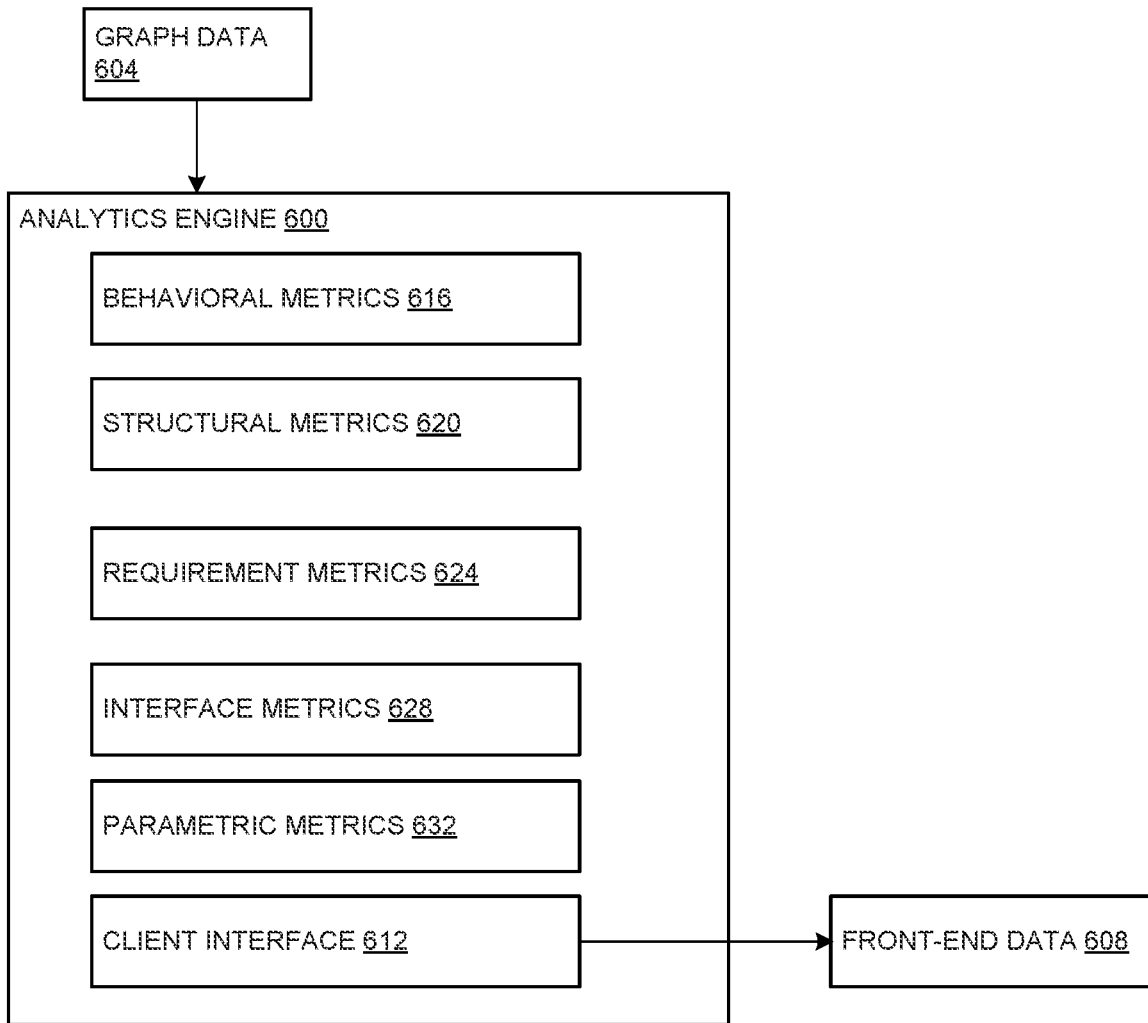 GRAPH DATA
604
ANALYTICS ENGINE 600
BEHAVIORAL METRICS 616
STRUCTURAL METRICS 620
REQUIREMENT METRICS 624
INTERFACE METRICS 628
PARAMETRIC METRICS 632
CLIENT INTERFACE 612
FRONT-END DATA 608